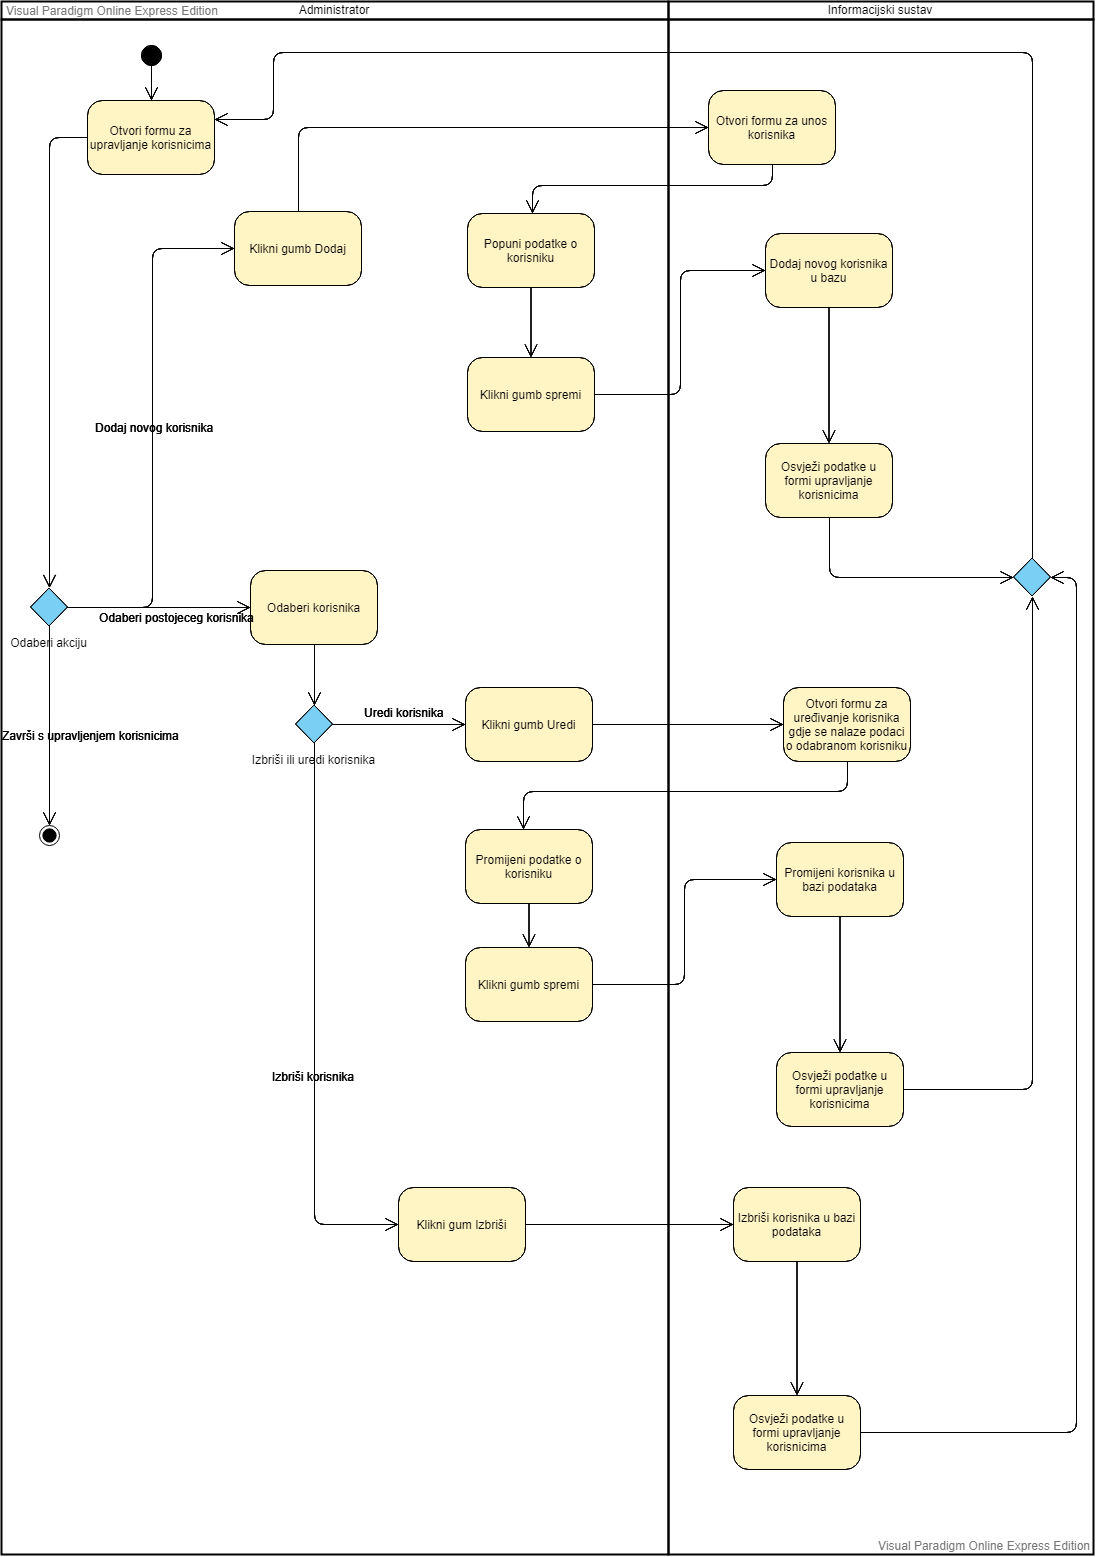 Visual Paradigm Online Express Edition
Administrator
Informacijski sustav
Otvori formu za
upravljanje korisnicima
Otvori formu za unos
korisnika
Klikni gumb Dodaj
Popuni podatke o
korisniku
Dodaj novog korisnika
u bazu
Klikni gumb spremi
Dodaj novog korisnika
Osvježi podatke u
formi upravljanje
korisnicima
Odaberi korisnika
Odaberi postojeceg korisnika
Odaberi akciju
Uredi korisnika
Klikni gumb Uredi
Otvori formu za
uređivanje korisnika
gdje se nalaze podaci
o odabranom korisniku
Završi s upravljenjem korisnicima
Izbriši ili uredi korisnika
Promijeni podatke o
korisniku
Promijeni korisnika u
bazi podataka
Klikni gumb spremi
Izbriši korisnika
Osvježi podatke u
formi upravljanje
korisnicima
Klikni gum Izbriši
Izbriši korisnika u bazi
podataka
Osvježi podatke u
formi upravljanje
korisnicima
Visual Paradigm Online Express Edition